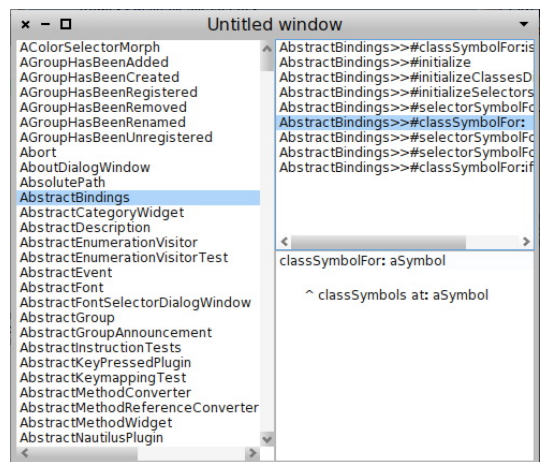 Untitled window
AColorSelectorMorph
AGroupHasBeenAdded
AGroupHasBeenCreated
AGroupHasBeenRegistered
AGroupHasBeenRemoved
AGroupHasBeenRenamed
AGroupHasBeenUnregistered
Abort
AboutDialogWindow
AbsolutePath
AbstractBindings
AbstractCategoryWidget
AbstractDescription
AbstractEnumerationVisitor
AbstractEnumerationVisitorTest
AbstractEvent
AbstractFont
AbstractFontSelectorDialogWindow
AbstractGroup
AbstractGroupAnnouncement
AbstractInstructionTests
AbstractKeyPressedPlugin
AbstractKeymappingTest
AbstractMethodConverter
AbstractMethodReferenceConverter
AbstractMethodWidget
AbstractNautilusPlugin
AbstractBindings>>#classSymbolFor:is
AbstractBindings>>#initialize
AbstractBindings>>#initializeClassesD
AbstractBindings>>#initializeSelectors
AbstractBindings>>#selectorSymbolFo
AbstractBindings>>#classSymbolFor:
AbstractBindings>>#selectorSymbolFo
AbstractBindings>>#selectorSymbolFo
AbstractBindings>>#classSymbolFor:if
classSymbolFor: aSymbol
^ classSymbols at: aSymbol